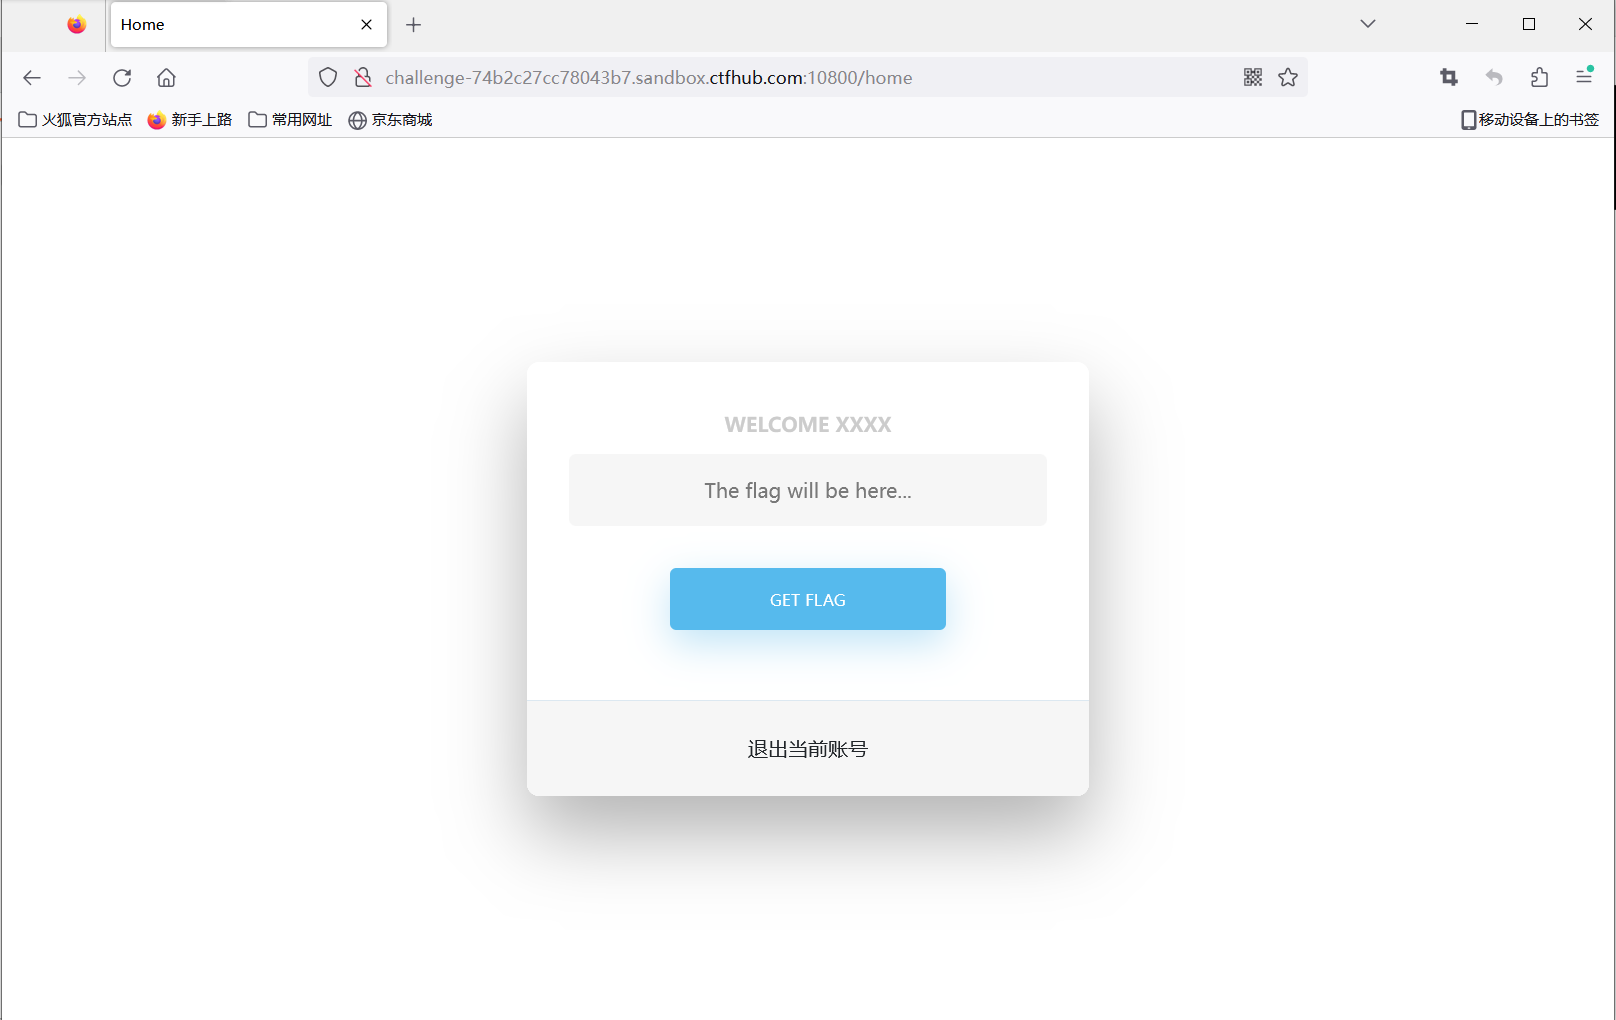 Home
challenge-74b2c27cc78043b7.sandbox.ctfhub.com:10800/home
火狐官方站点 新手上路 常用网址 京东商城 移动设备上的书签
WELCOME XXXX
The flag will be here...
GET FLAG
退出当前账号